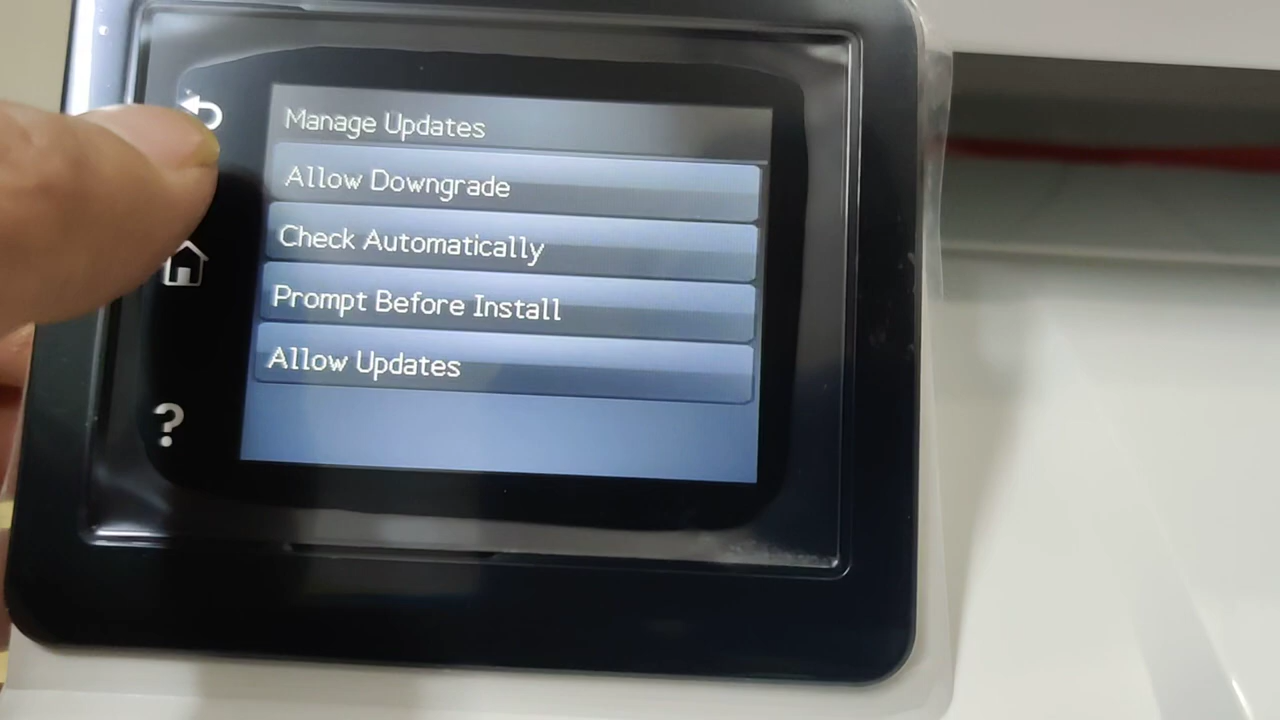 Manage Updates
Allow Downgrade
Check Automatically
Prompt Before Install
Allow Updates
?